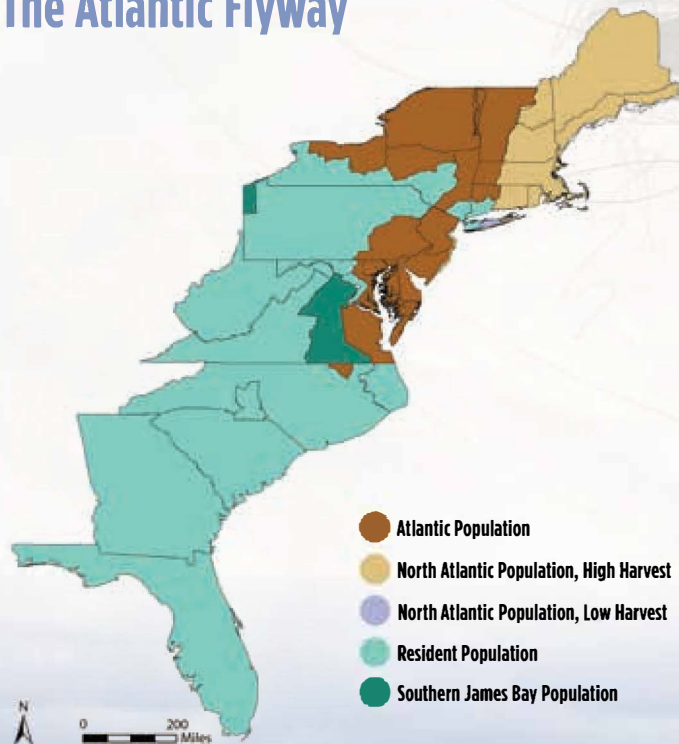 The Atlantic Flyway
Atlantic Population
North Atlantic Population, High Harvest
North Atlantic Population, Low Harvest
Resident Population
Southern James Bay Population
N
0 200
Miles